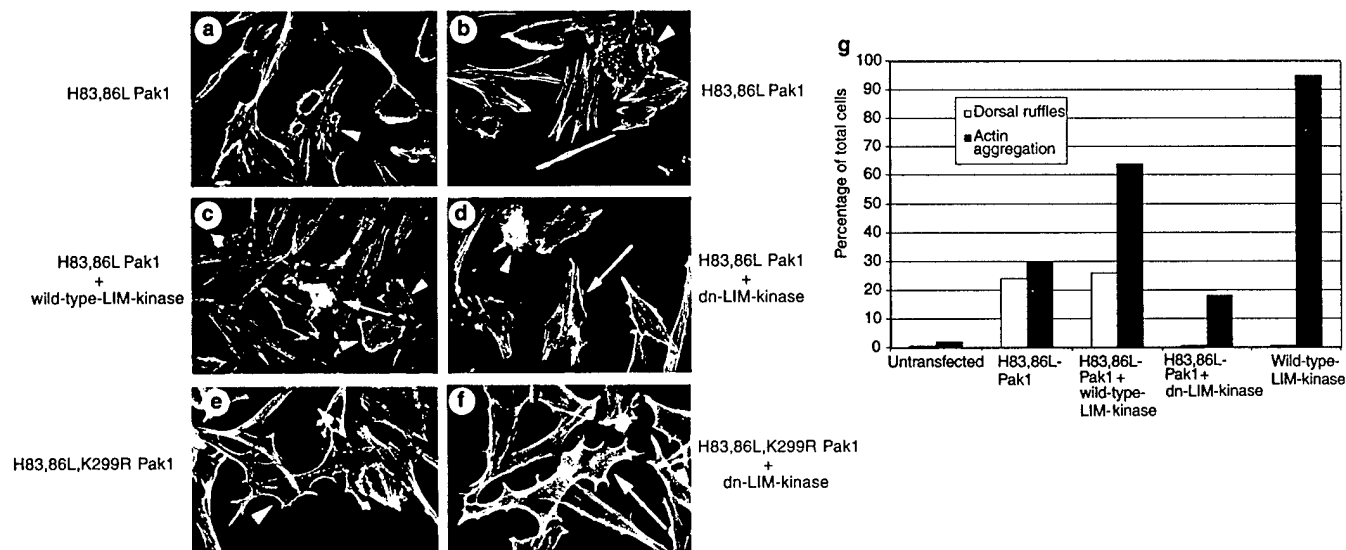 a
H83,86L Pak1
b
H83,86L Pak1
c
H83,86L Pak1
+
wild-type-LIM-kinase
d
H83,86L Pak1
+
dn-LIM-kinase
e
H83,86L,K299R Pak1
f
H83,86L,K299R Pak1
+
dn-LIM-kinase
g
Percentage of total cells
100
90
80
70
60
50
40
30
20
10
0
Dorsal ruffles
Actin
aggregation
Untransfected
H83,86L-
Pak1
H83,86L-
Pak1 +
wild-type-
LIM-kinase
H83,86L-
Pak1 +
dn-LIM-kinase
Wild-type-
LIM-kinase